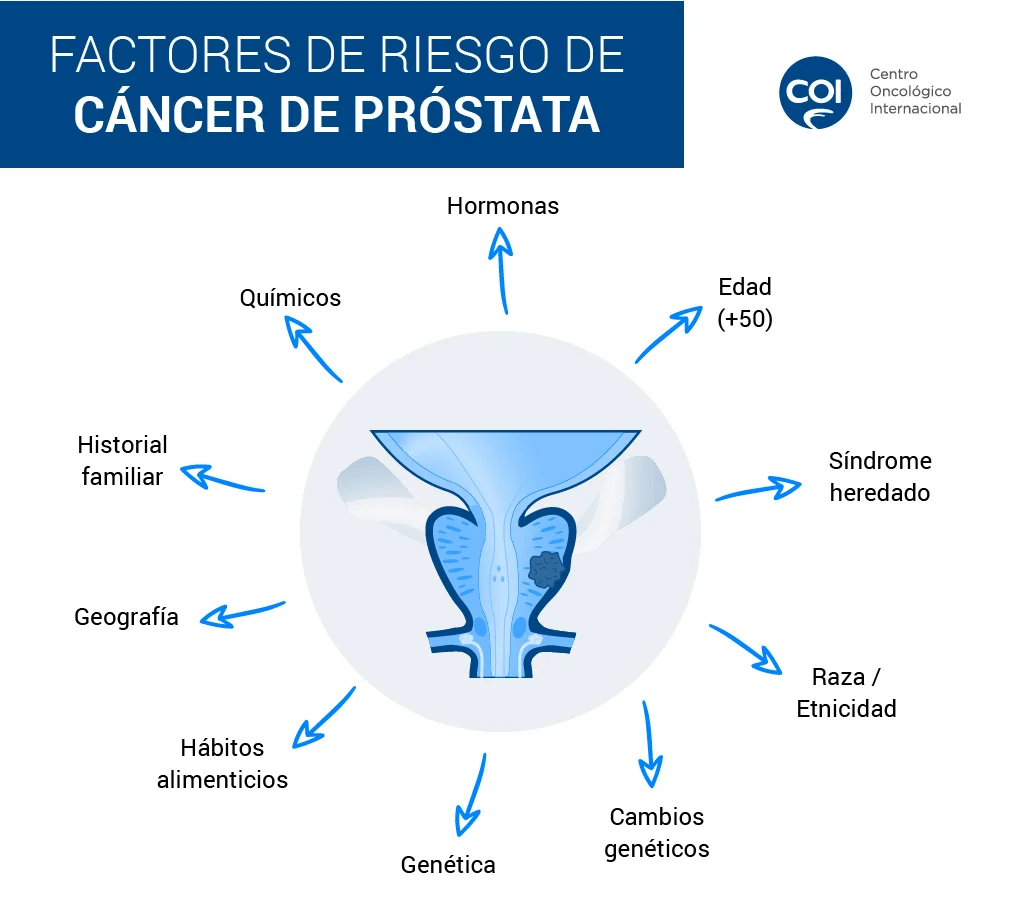 FACTORES DE RIESGO DE
CÁNCER DE PRÓSTATA
COI
Centro
Oncológico
Internacional
Hormonas
Químicos
Edad
(+50)
Historial
familiar
Síndrome
heredado
Geografía
Raza /
Etnicidad
Hábitos
alimenticios
Cambios
genéticos
Genética